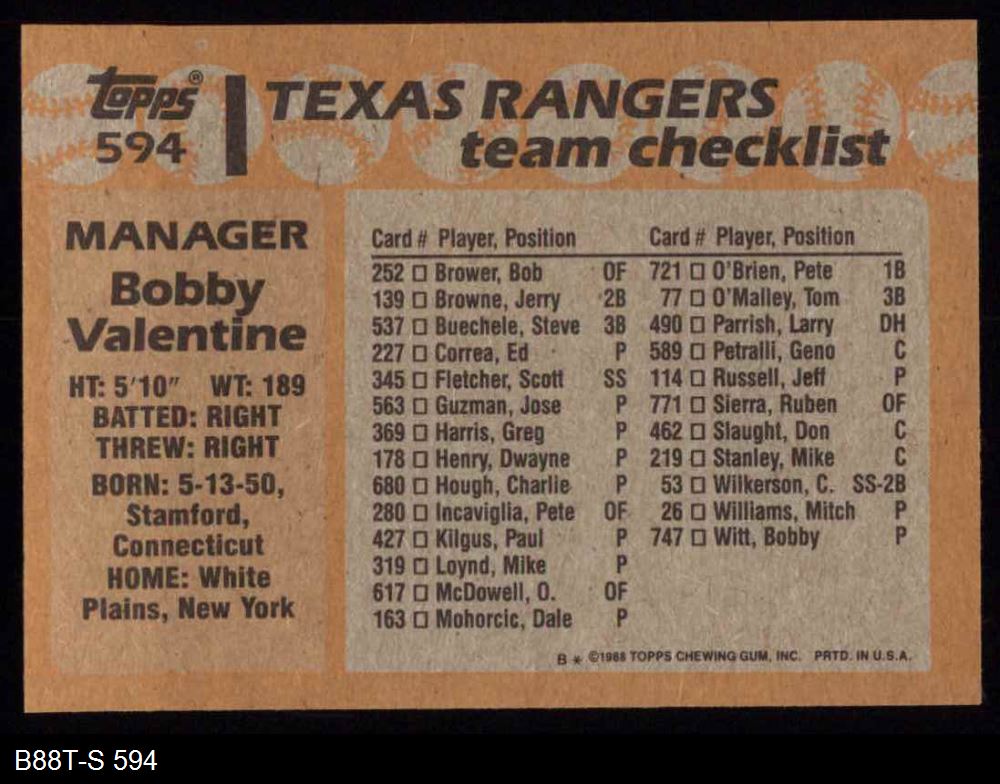 Topps®
594
TEXAS RANGERS
team checklist
MANAGER
Bobby
Valentine
HT: 5'10" WT: 189
BATTED: RIGHT
THREW: RIGHT
BORN: 5-13-50,
Stamford,
Connecticut
HOME: White
Plains, New York
Card # Player, Position
252 □ Brower, Bob OF
139 □ Browne, Jerry 2B
537 □ Buechele, Steve 3B
227 □ Correa, Ed P
345 □ Fletcher, Scott SS
563 □ Guzman, Jose P
369 □ Harris, Greg P
178 □ Henry, Dwayne P
680 □ Hough, Charlie P
280 □ Incaviglia, Pete OF
427 □ Kilgus, Paul P
319 □ Loynd, Mike P
617 □ McDowell, O. OF
163 □ Mohorcic, Dale P
Card # Player, Position
721 □ O'Brien, Pete 1B
77 □ O'Malley, Tom 3B
490 □ Parrish, Larry DH
589 □ Petralli, Geno C
114 □ Russell, Jeff P
771 □ Sierra, Ruben OF
462 □ Slaught, Don C
219 □ Stanley, Mike C
53 □ Wilkerson, C. SS-2B
26 □ Williams, Mitch P
747 □ Witt, Bobby P
B * ©1988 TOPPS CHEWING GUM, INC. PRTD. IN U.S.A.
B88T-S 594